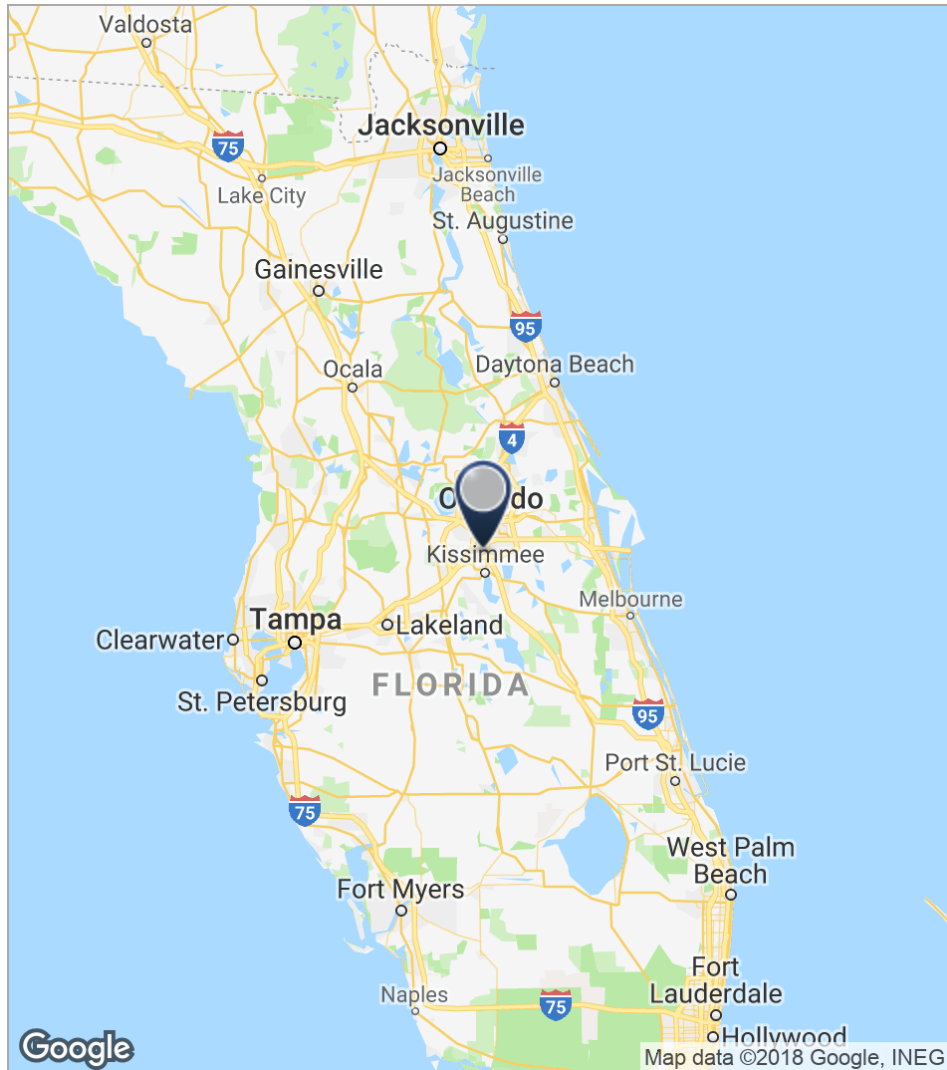 Valdosta
Jacksonville
75
Jacksonville
Beach
Lake City
St. Augustine
Gainesville
95
Daytona Beach
Ocala
4
Kissimmee
Melbourne
Tampa
Clearwater
Lakeland
FLORIDA
St. Petersburg
95
Port St. Lucie
75
West Palm
Beach
Fort Myers
Fort
Lauderdale
Naples
75
Hollywood
Google
Map data ©2018 Google, INEG